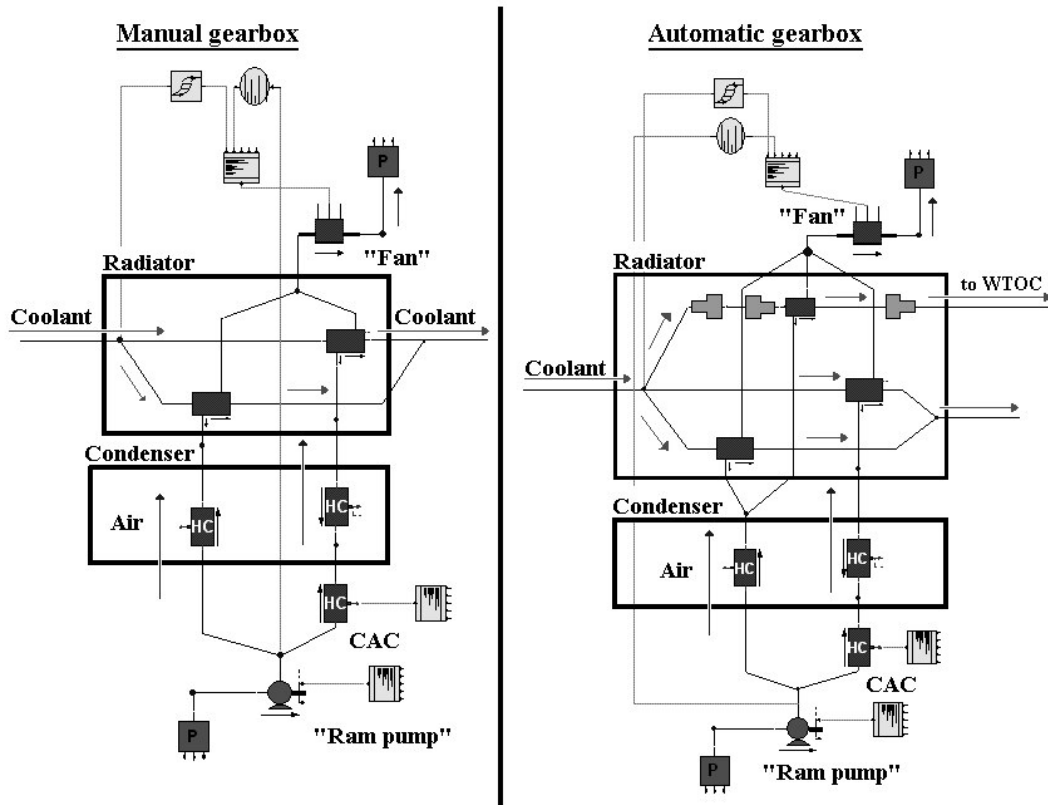 Manual gearbox
P
"Fan"
Radiator
Coolant
Coolant
Condenser
Air
HC
HC
HC
CAC
P
"Ram pump"
Automatic gearbox
P
"Fan"
Radiator
to WTOC
Coolant
Condenser
Air
HC
HC
HC
CAC
P
"Ram pump"